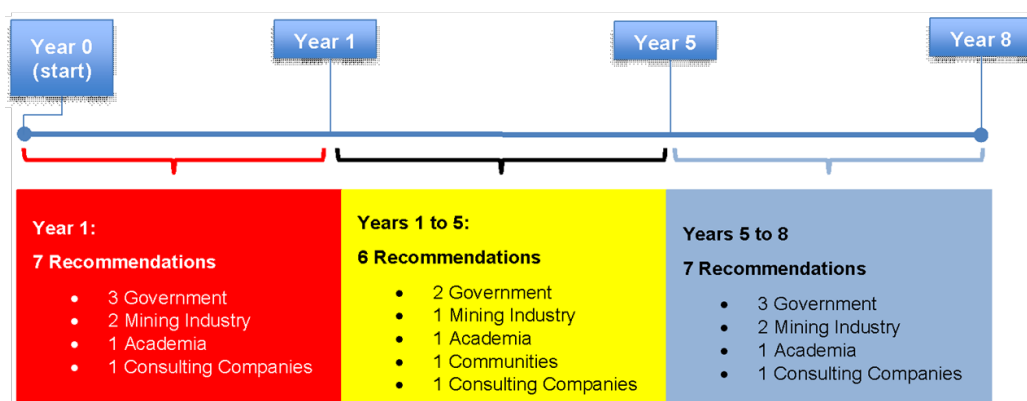 Year 0
(start)
Year 1
Year 5
Year 8
Year 1:
7 Recommendations
• 3 Government
• 2 Mining Industry
• 1 Academia
• 1 Consulting Companies
Years 1 to 5:
6 Recommendations
• 2 Government
• 1 Mining Industry
• 1 Academia
• 1 Communities
• 1 Consulting Companies
Years 5 to 8
7 Recommendations
• 3 Government
• 2 Mining Industry
• 1 Academia
• 1 Consulting Companies